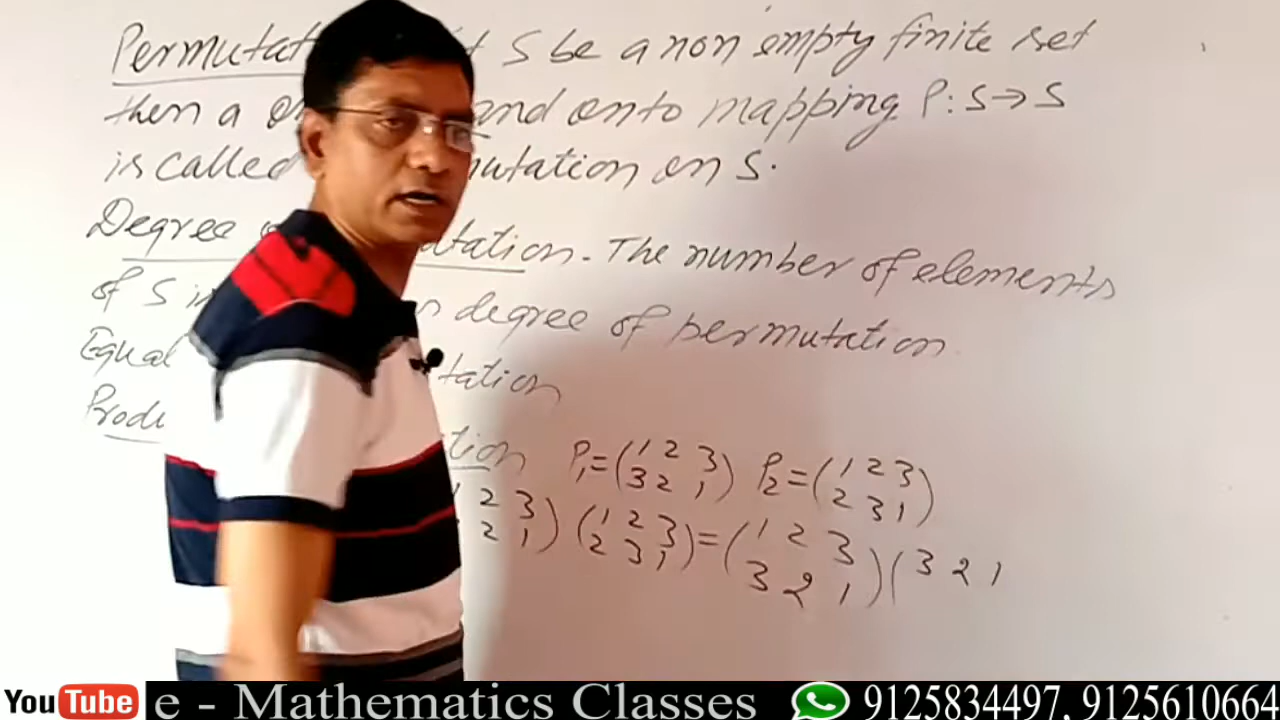 Permutat S be a non empty finite set
then a and onto mapping P: S→S
is called mutation on S.
Degree tation. The number of elements
of S degree of permutation
Equal tation
Produ tion P₁=(1 2 3 / 3 2 1) P₂=(1 2 3 / 2 3 1)
2 3 / 2 1) (1 2 3 / 2 3 1)=(1 2 3 / 3 2 1)(3 2 1
YouTube e - Mathematics Classes 9125834497, 9125610664